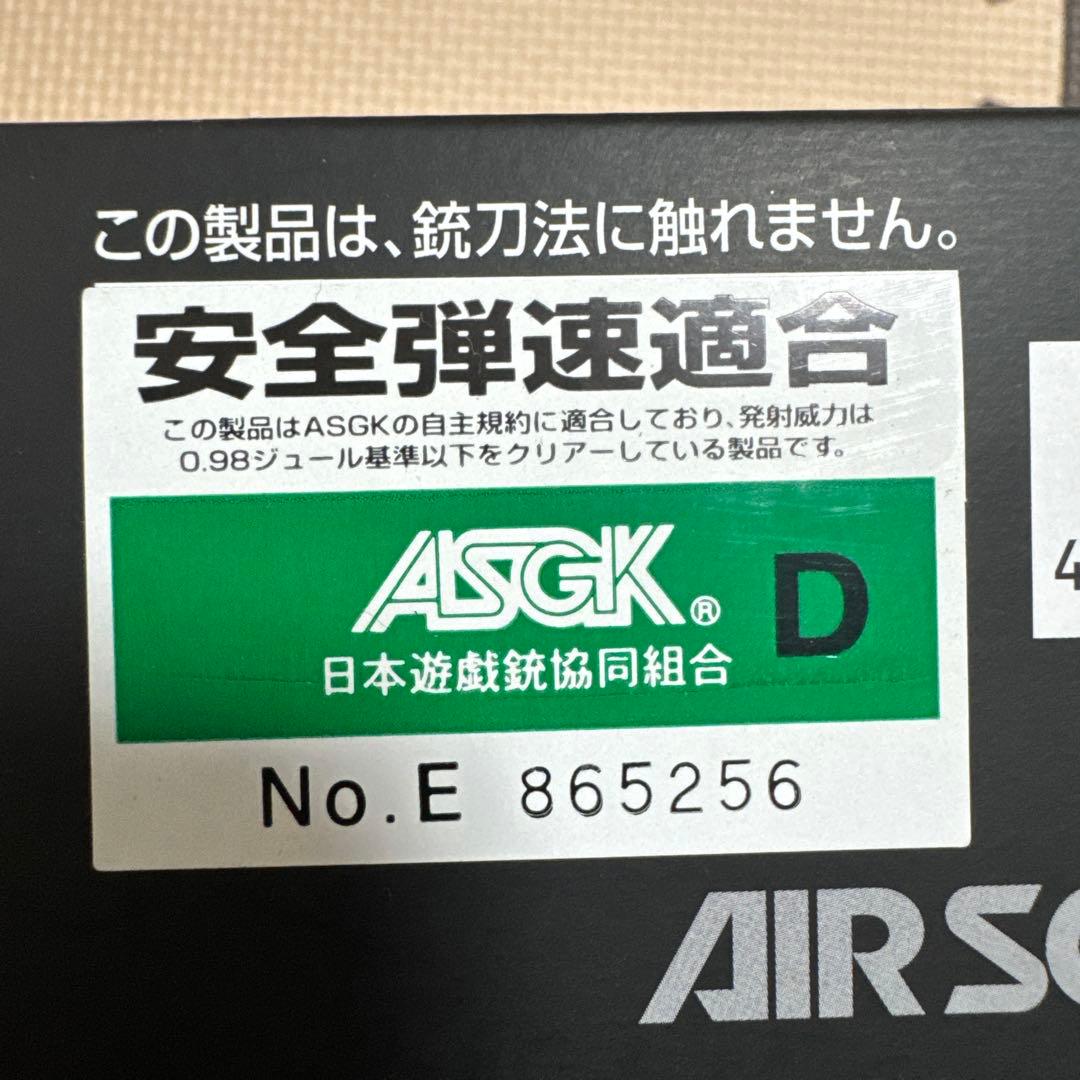 この製品は、銃刀法に触れません。
安全弾速適合
この製品はASGKの自主規約に適合しており、発射威力は
0.98ジュール基準以下をクリアーしている製品です。
ASGK® D
日本遊戯銃協同組合
No.E 865256
4
AIR